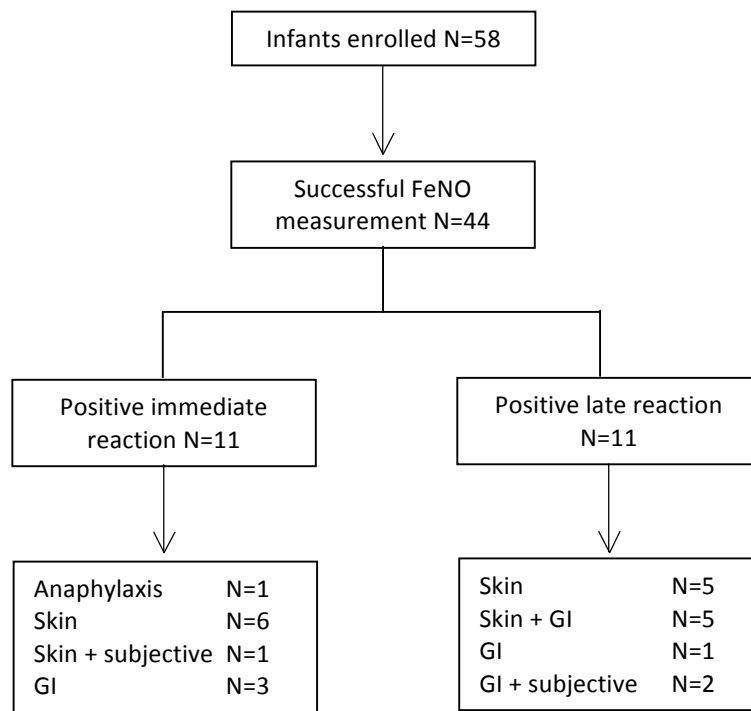 Infants enrolled N=58
Successful FeNO
measurement N=44
Positive immediate
reaction N=11
Positive late reaction
N=11
Anaphylaxis N=1
Skin N=6
Skin + subjective N=1
GI N=3
Skin N=5
Skin + GI N=5
GI N=1
GI + subjective N=2